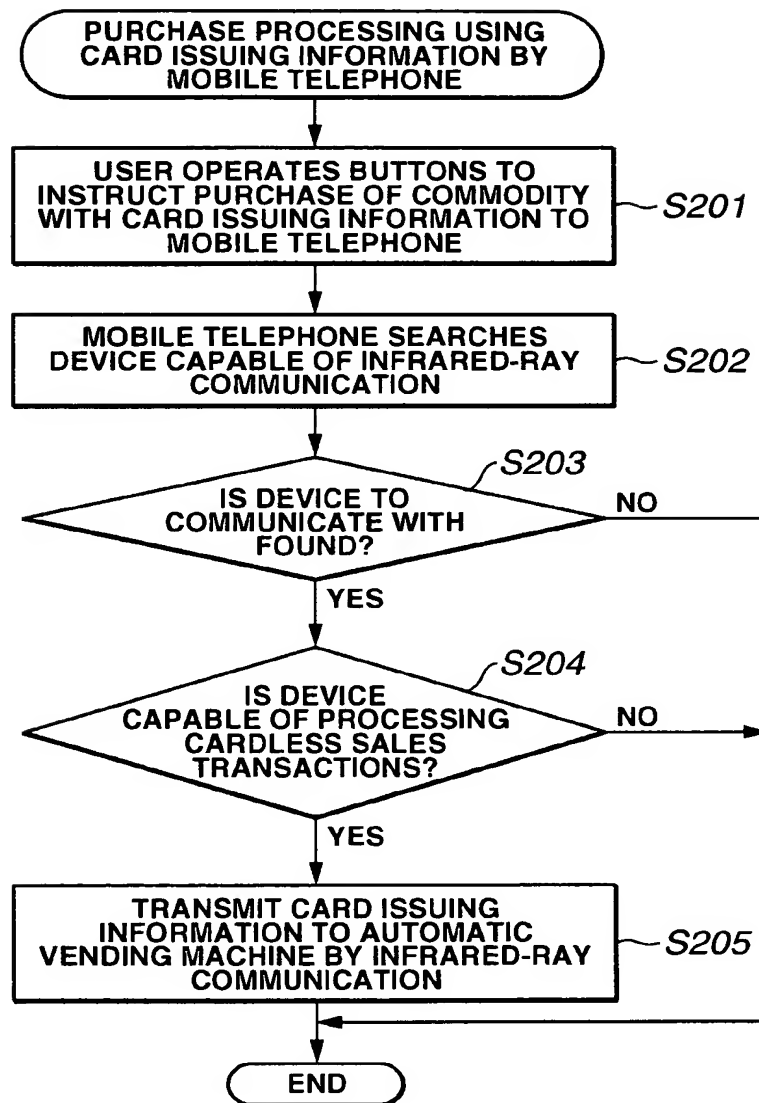 PURCHASE PROCESSING USING
CARD ISSUING INFORMATION BY
MOBILE TELEPHONE
USER OPERATES BUTTONS TO
INSTRUCT PURCHASE OF COMMODITY
WITH CARD ISSUING INFORMATION TO
MOBILE TELEPHONE
S201
MOBILE TELEPHONE SEARCHES
DEVICE CAPABLE OF INFRARED-RAY
COMMUNICATION
S202
S203
IS DEVICE TO
COMMUNICATE WITH
FOUND?
NO
YES
S204
IS DEVICE
CAPABLE OF PROCESSING
CARDLESS SALES
TRANSACTIONS?
NO
YES
TRANSMIT CARD ISSUING
INFORMATION TO AUTOMATIC
VENDING MACHINE BY INFRARED-RAY
COMMUNICATION
S205
END